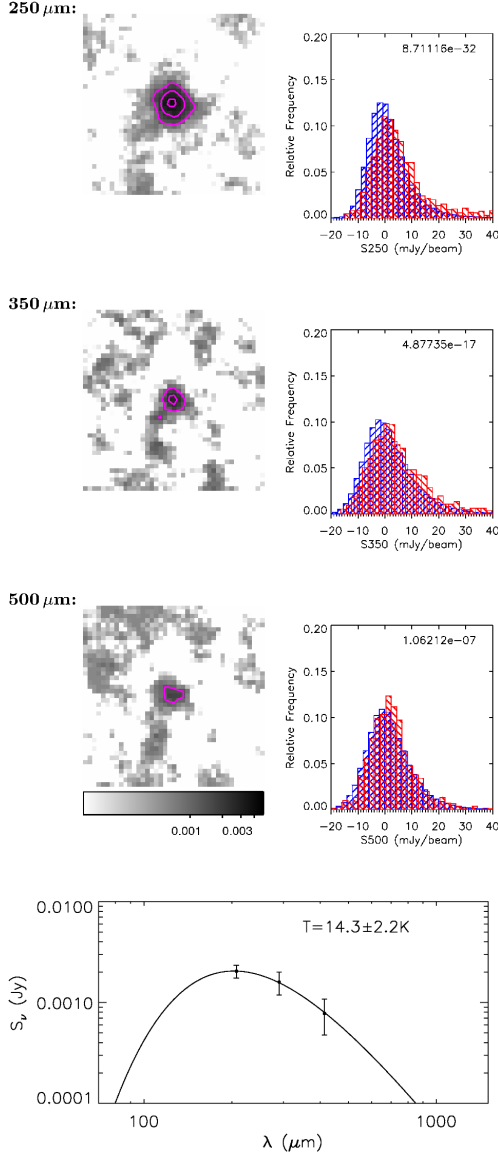 250 μm:
0.20
0.15
0.10
0.05
0.00
Relative Frequency
8.71116e-32
-20 -10 0 10 20 30 40
S250 (mJy/beam)
350 μm:
0.20
0.15
0.10
0.05
0.00
Relative Frequency
4.87735e-17
-20 -10 0 10 20 30 40
S350 (mJy/beam)
500 μm:
0.20
0.15
0.10
0.05
0.00
Relative Frequency
1.06212e-07
-20 -10 0 10 20 30 40
S500 (mJy/beam)
0.001 0.003
0.0100
0.0010
0.0001
Sν (Jy)
T=14.3±2.2K
100 1000
λ (μm)